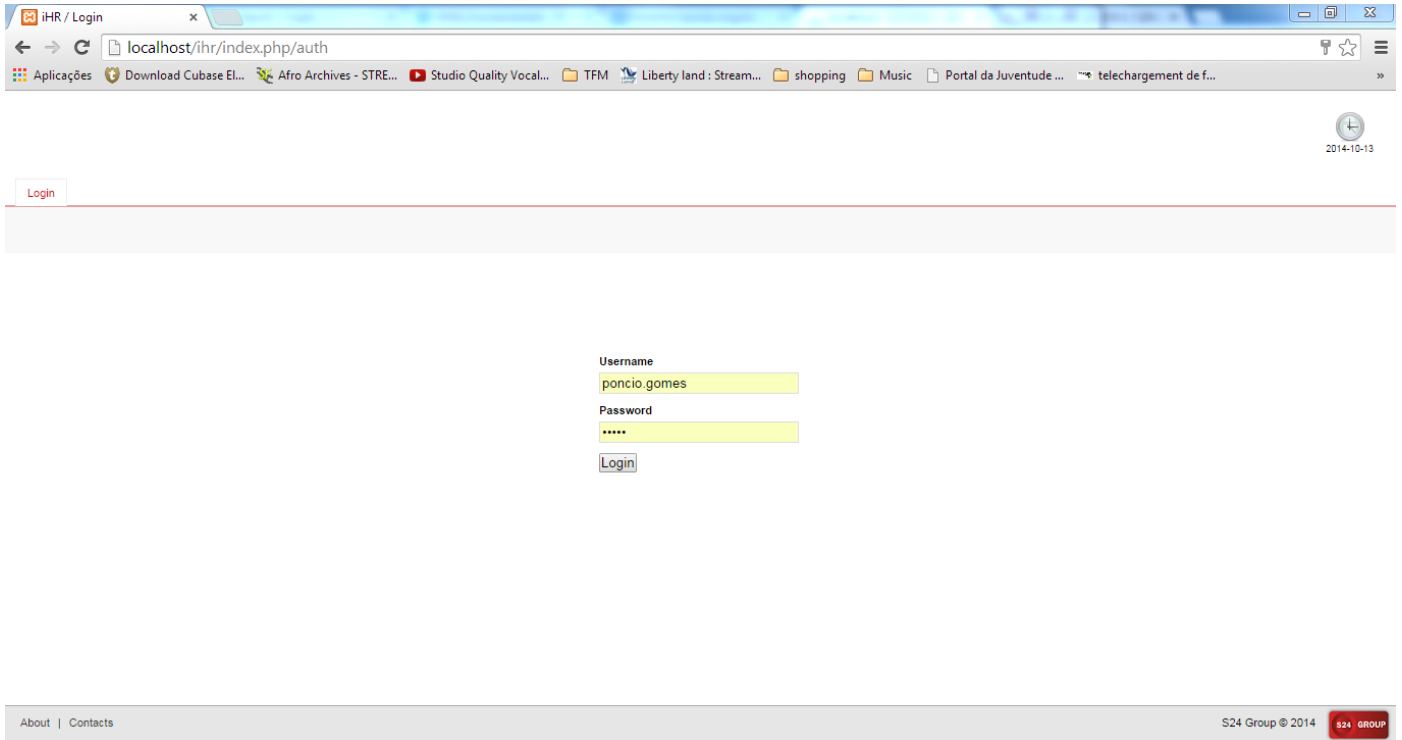 iHR / Login
localhost/ihr/index.php/auth
Aplicações Download Cubase El... Afro Archives - STRE... Studio Quality Vocal... TFM Liberty land : Stream... shopping Music Portal da Juventude ... telechargement de f... »
2014-10-13
Login
Username
poncio.gomes
Password
•••••
Login
About | Contacts S24 Group © 2014 S24 GROUP